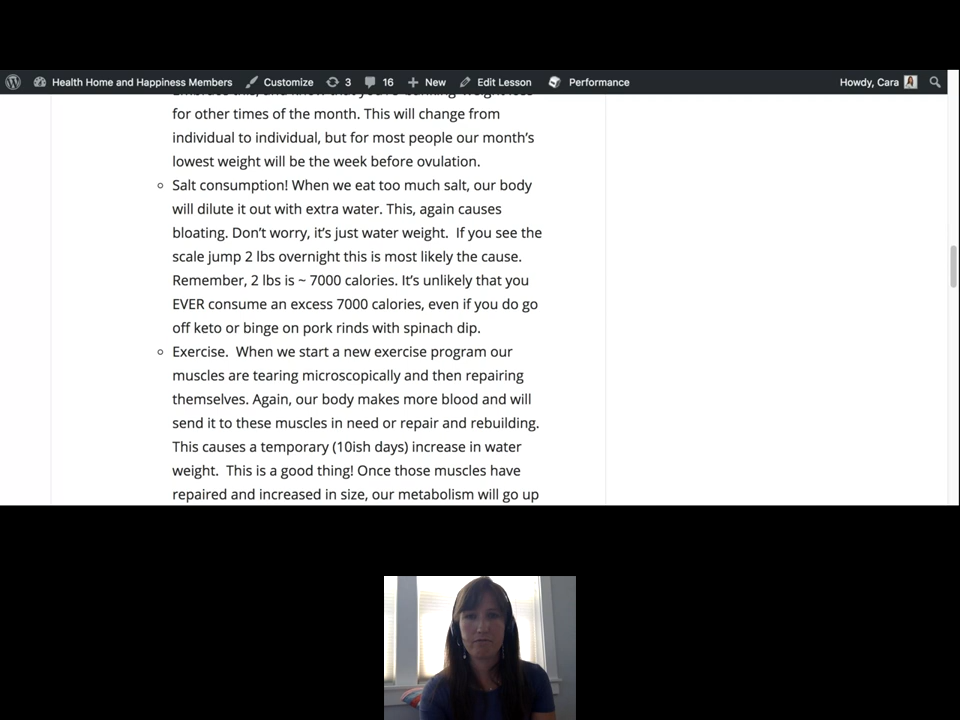 Health Home and Happiness Members Customize 3 16 New Edit Lesson Performance Howdy, Cara
for other times of the month. This will change from
individual to individual, but for most people our month's
lowest weight will be the week before ovulation.
Salt consumption! When we eat too much salt, our body
will dilute it out with extra water. This, again causes
bloating. Don't worry, it's just water weight.  If you see the
scale jump 2 lbs overnight this is most likely the cause.
Remember, 2 lbs is ~ 7000 calories. It's unlikely that you
EVER consume an excess 7000 calories, even if you do go
off keto or binge on pork rinds with spinach dip.
Exercise.  When we start a new exercise program our
muscles are tearing microscopically and then repairing
themselves. Again, our body makes more blood and will
send it to these muscles in need or repair and rebuilding.
This causes a temporary (10ish days) increase in water
weight.  This is a good thing! Once those muscles have
repaired and increased in size, our metabolism will go up